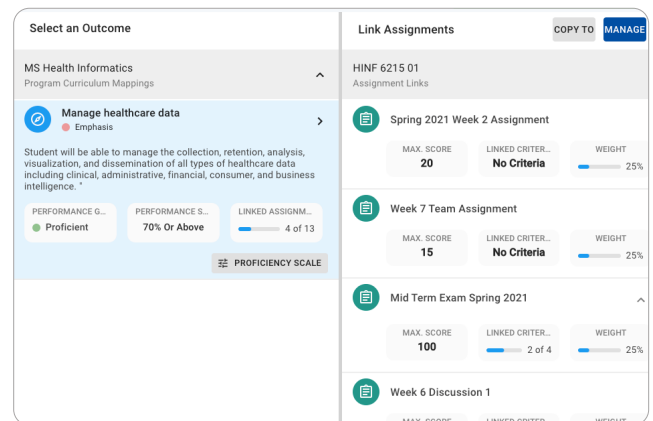 Select an Outcome
MS Health Informatics
Program Curriculum Mappings
Manage healthcare data
Emphasis
Student will be able to manage the collection, retention, analysis,
visualization, and dissemination of all types of healthcare data
including clinical, administrative, financial, consumer, and business
intelligence. "
PERFORMANCE G... PERFORMANCE S... LINKED ASSIGNM...
Proficient 70% Or Above 4 of 13
PROFICIENCY SCALE
Link Assignments COPY TO MANAGE
HINF 6215 01
Assignment Links
Spring 2021 Week 2 Assignment
MAX. SCORE LINKED CRITER... WEIGHT
20 No Criteria 25%
Week 7 Team Assignment
MAX. SCORE LINKED CRITER... WEIGHT
15 No Criteria 25%
Mid Term Exam Spring 2021
MAX. SCORE LINKED CRITER... WEIGHT
100 2 of 4 25%
Week 6 Discussion 1
MAX. SCORE LINKED CRITER... WEIGHT